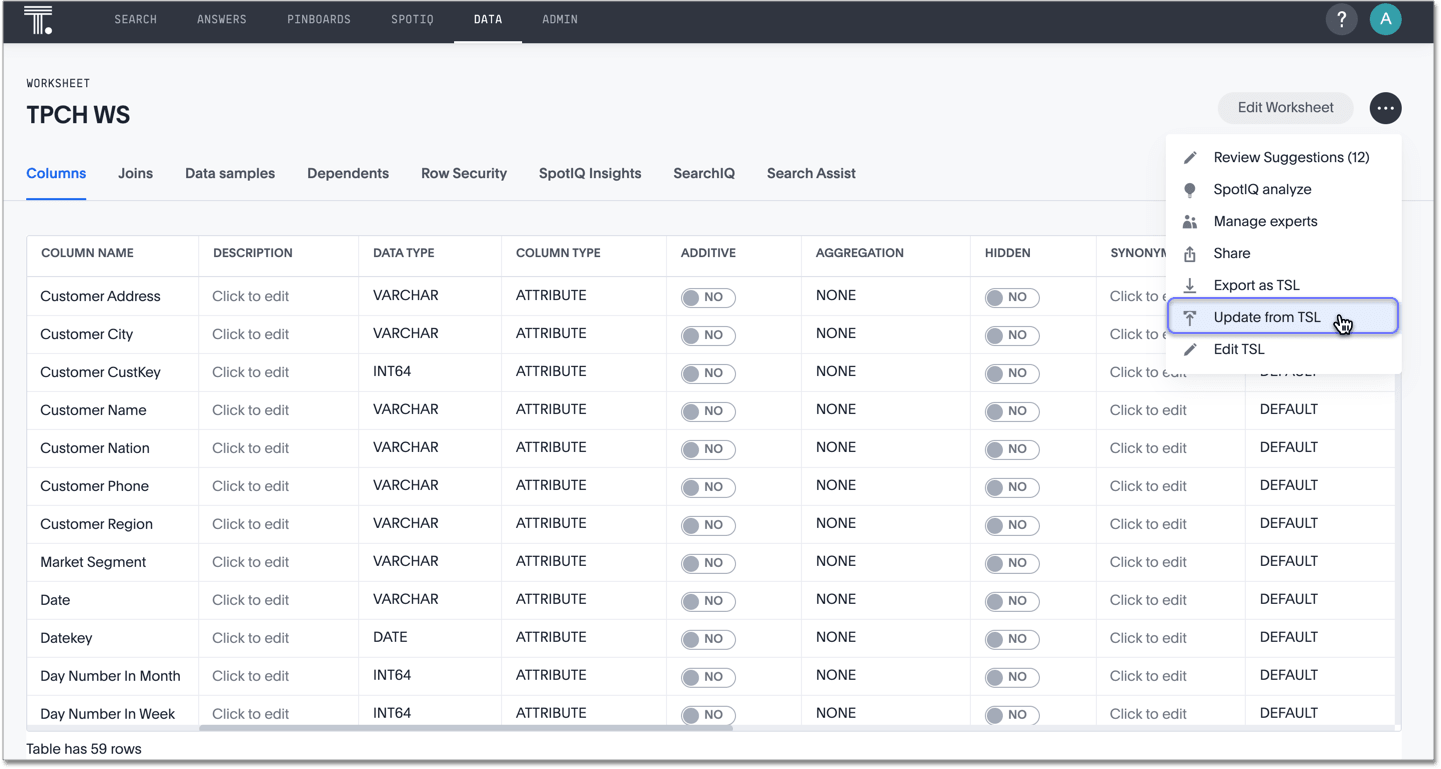 SEARCH ANSWERS PINBOARDS SPOTIQ DATA ADMIN ? A
WORKSHEET
TPCH WS
Edit Worksheet
Columns Joins Data samples Dependents Row Security SpotIQ Insights SearchIQ Search Assist
Review Suggestions (12)
SpotIQ analyze
Manage experts
Share
Export as TSL
Update from TSL
Edit TSL
COLUMN NAME DESCRIPTION DATA TYPE COLUMN TYPE ADDITIVE AGGREGATION HIDDEN
Customer Address Click to edit VARCHAR ATTRIBUTE NO NONE NO Click to
Customer City Click to edit VARCHAR ATTRIBUTE NO NONE NO Click to
Customer CustKey Click to edit INT64 ATTRIBUTE NO NONE NO Click to edit DEFAULT
Customer Name Click to edit VARCHAR ATTRIBUTE NO NONE NO Click to edit DEFAULT
Customer Nation Click to edit VARCHAR ATTRIBUTE NO NONE NO Click to edit DEFAULT
Customer Phone Click to edit VARCHAR ATTRIBUTE NO NONE NO Click to edit DEFAULT
Customer Region Click to edit VARCHAR ATTRIBUTE NO NONE NO Click to edit DEFAULT
Market Segment Click to edit VARCHAR ATTRIBUTE NO NONE NO Click to edit DEFAULT
Date Click to edit VARCHAR ATTRIBUTE NO NONE NO Click to edit DEFAULT
Datekey Click to edit DATE ATTRIBUTE NO NONE NO Click to edit DEFAULT
Day Number In Month Click to edit INT64 ATTRIBUTE NO NONE NO Click to edit DEFAULT
Day Number In Week Click to edit INT64 ATTRIBUTE NO NONE NO Click to edit DEFAULT
Table has 59 rows